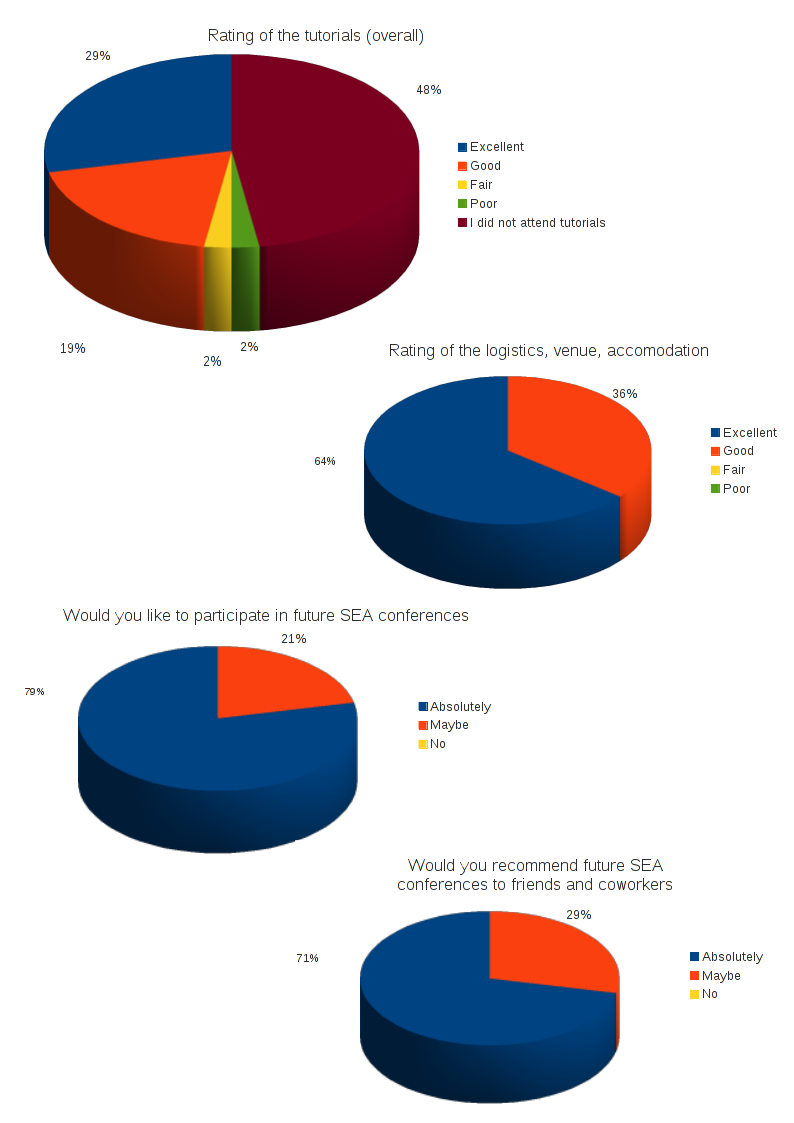 Rating of the tutorials (overall)
29%
48%
Excellent
Good
Fair
Poor
I did not attend tutorials
19%
2%
2%
Rating of the logistics, venue, accomodation
36%
64%
Excellent
Good
Fair
Poor
Would you like to participate in future SEA conferences
21%
79%
Absolutely
Maybe
No
Would you recommend future SEA
conferences to friends and coworkers
29%
71%
Absolutely
Maybe
No